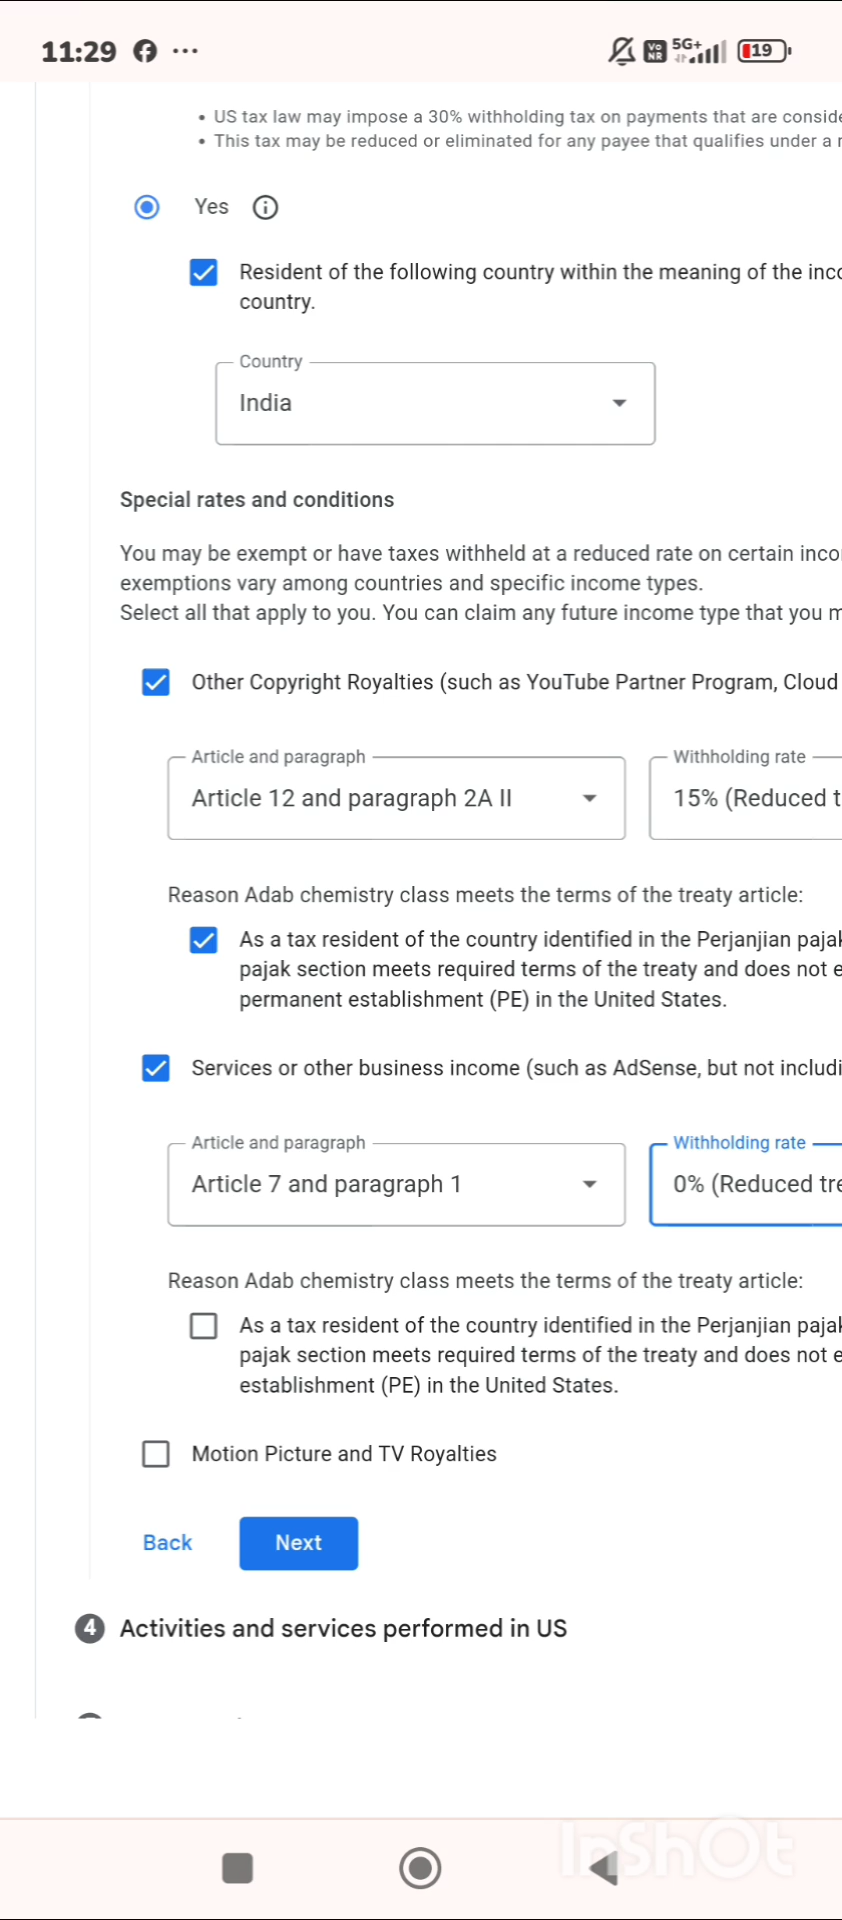 11:29
Vo
NR
5G+
19
• US tax law may impose a 30% withholding tax on payments that are
• This tax may be reduced or eliminated for any payee that qualifies under a
Yes
Resident of the following country within the meaning of the
country.
Country
India
Special rates and conditions
You may be exempt or have taxes withheld at a reduced rate on certain
exemptions vary among countries and specific income types.
Select all that apply to you. You can claim any future income type that you
Other Copyright Royalties (such as YouTube Partner Program, Cloud
Article and paragraph
Withholding rate
Article 12 and paragraph 2A II
15% (Reduced
Reason Adab chemistry class meets the terms of the treaty article:
As a tax resident of the country identified in the Perjanjian
pajak section meets required terms of the treaty and does not
permanent establishment (PE) in the United States.
Services or other business income (such as AdSense, but not
Article and paragraph
Withholding rate
Article 7 and paragraph 1
0% (Reduced
Reason Adab chemistry class meets the terms of the treaty article:
As a tax resident of the country identified in the Perjanjian
pajak section meets required terms of the treaty and does not
establishment (PE) in the United States.
Motion Picture and TV Royalties
Back
Next
4 Activities and services performed in US
InShOt